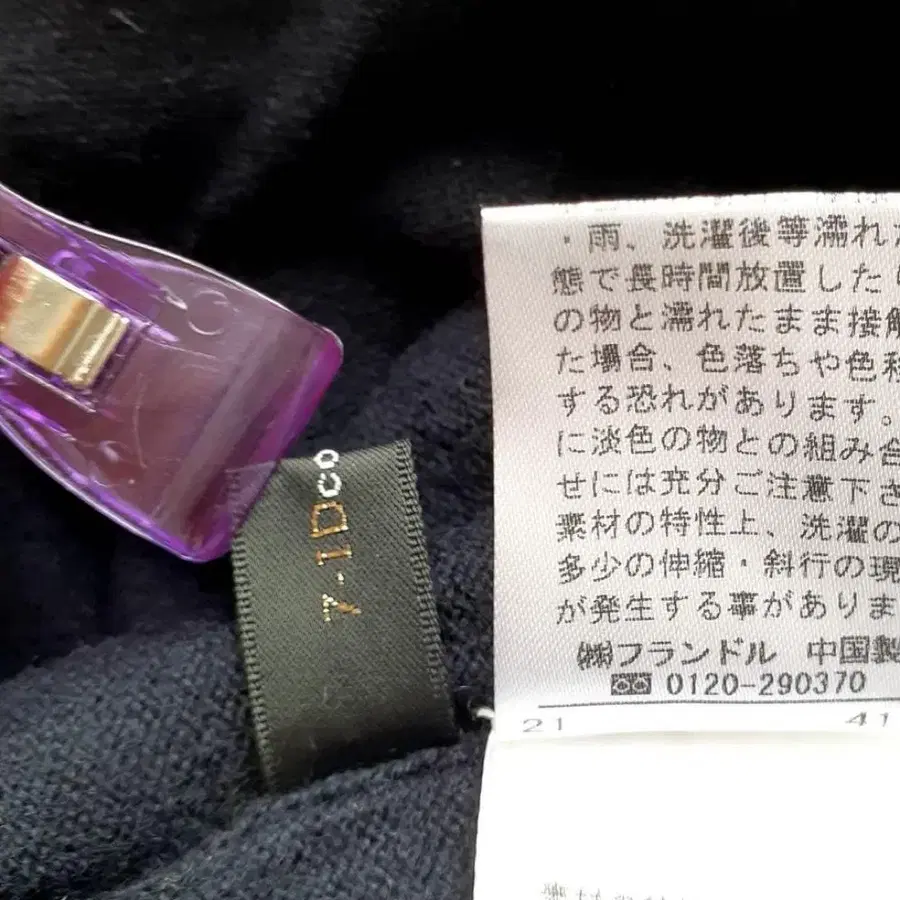 7-IDco
・雨、洗濯後等濡れた
態で長時間放置した
の物と濡れたまま接触
た場合、色落ちや色移
する恐れがあります。
に淡色の物との組み合
せには充分ご注意下さ
素材の特性上、洗濯の
多少の伸縮・斜行の現
が発生する事がありま
㈱フランドル 中国製
0120-290370
21 41